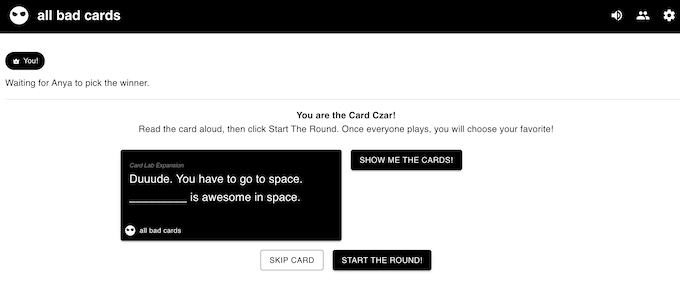 all bad cards
You!
Waiting for Anya to pick the winner.
You are the Card Czar!
Read the card aloud, then click Start The Round. Once everyone plays, you will choose your favorite!
Card Lab Expansion
Duuude. You have to go to space.
_________ is awesome in space.
all bad cards
SHOW ME THE CARDS!
SKIP CARD
START THE ROUND!